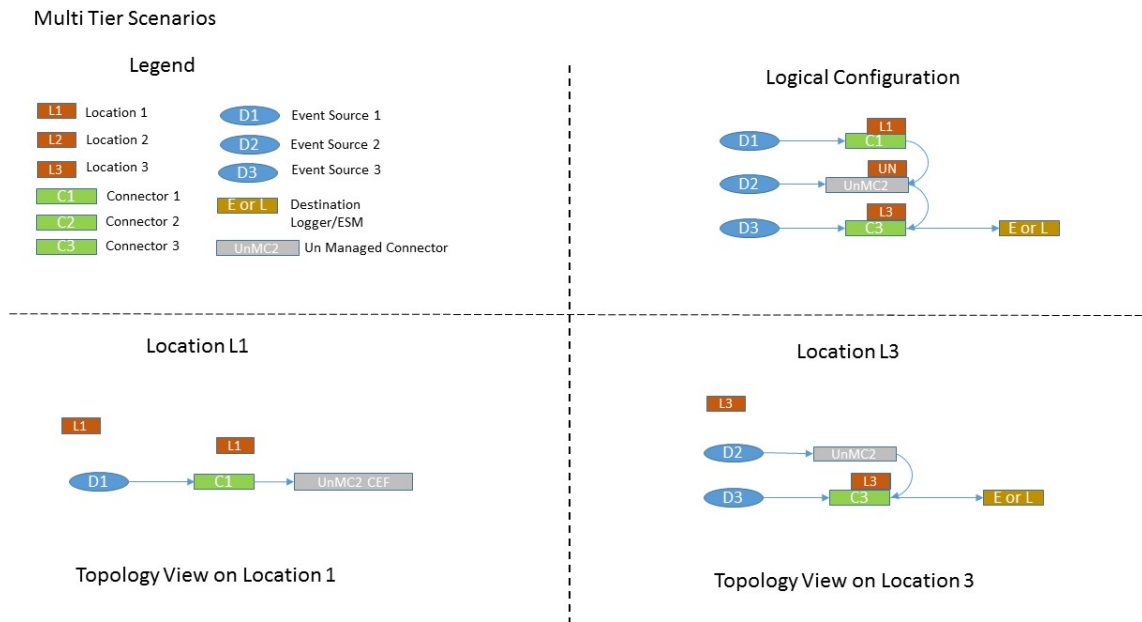 Multi Tier Scenarios
Legend
L1 Location 1
L2 Location 2
L3 Location 3
C1 Connector 1
C2 Connector 2
C3 Connector 3
D1 Event Source 1
D2 Event Source 2
D3 Event Source 3
E or L Destination
Logger/ESM
UnMC2 Un Managed Connector
Logical Configuration
L1
D1 C1
UN
D2 UnMC2
L3
D3 C3 E or L
Location L1
L1
L1
D1 C1 UnMC2 CEF
Topology View on Location 1
Location L3
L3
D2 UnMC2
L3
D3 C3 E or L
Topology View on Location 3